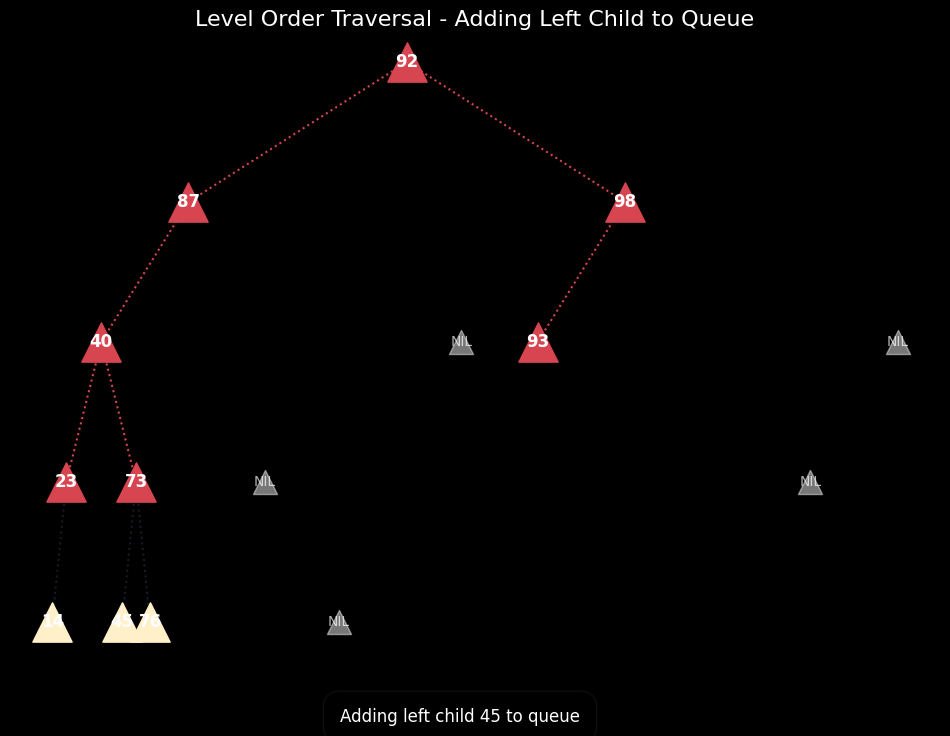 Level Order Traversal - Adding Left Child to Queue
92
87
98
40
NIL
93
NIL
23
73
NIL
NIL
14
45
76
NIL
Adding left child 45 to queue